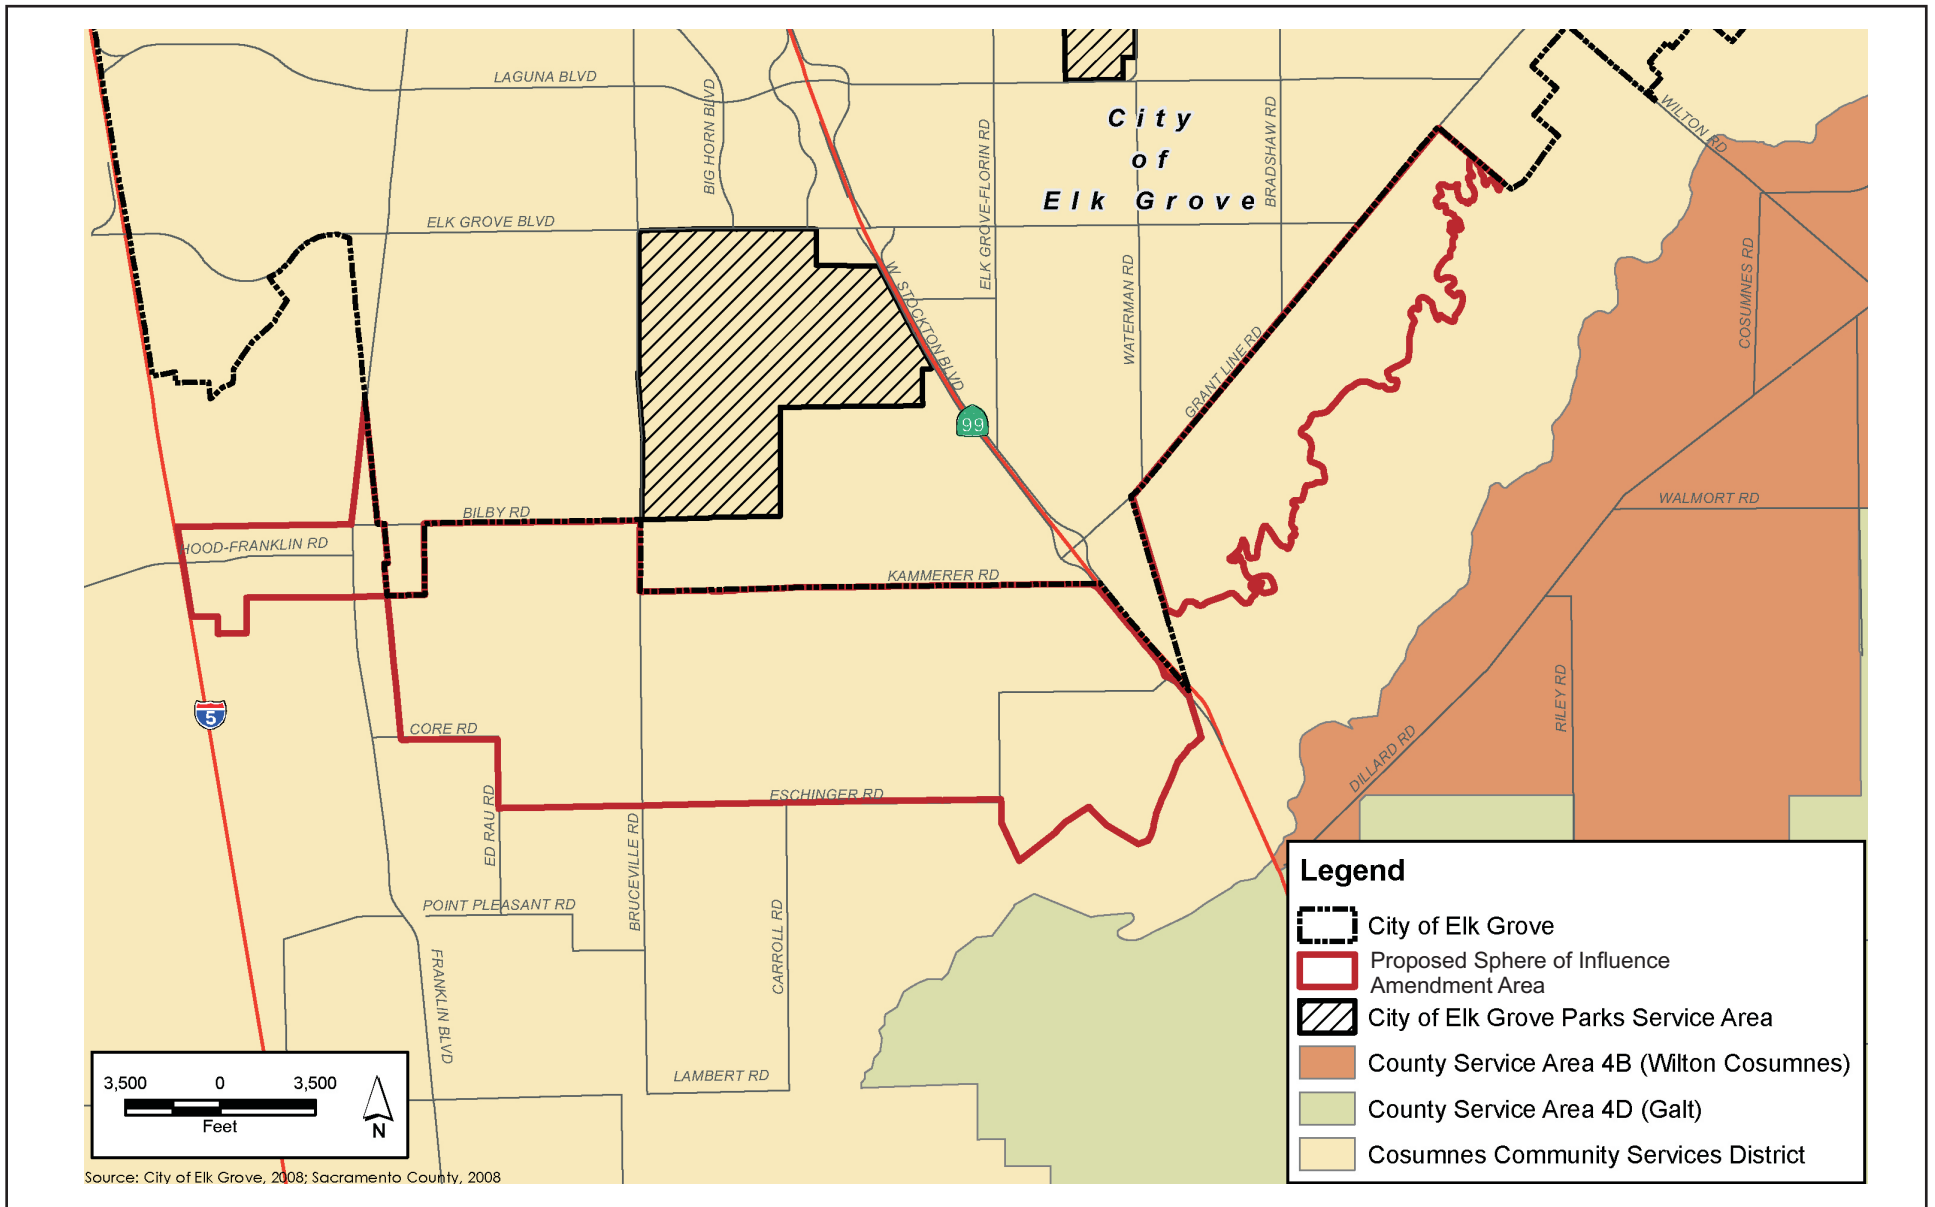 LAGUNA BLVD
BIG HORN BLVD
City
of
Elk Grove
ELK GROVE-FLORIN RD
BRADSHAW RD
WILTON RD
ELK GROVE BLVD
W STOCKTON BLVD
WATERMAN RD
GRANT LINE RD
COSUMNES RD
99
BILBY RD
HOOD-FRANKLIN RD
KAMMERER RD
WALMORT RD
5
CORE RD
ED RAU RD
ESCHINGER RD
BRUCEVILLE RD
RILEY RD
DILLARD RD
POINT PLEASANT RD
CARROLL RD
FRANKLIN BLVD
LAMBERT RD
Legend
City of Elk Grove
Proposed Sphere of Influence
Amendment Area
City of Elk Grove Parks Service Area
County Service Area 4B (Wilton Cosumnes)
County Service Area 4D (Galt)
Cosumnes Community Services District
3,500 0 3,500
Feet
N
Source: City of Elk Grove, 2008; Sacramento County, 2008